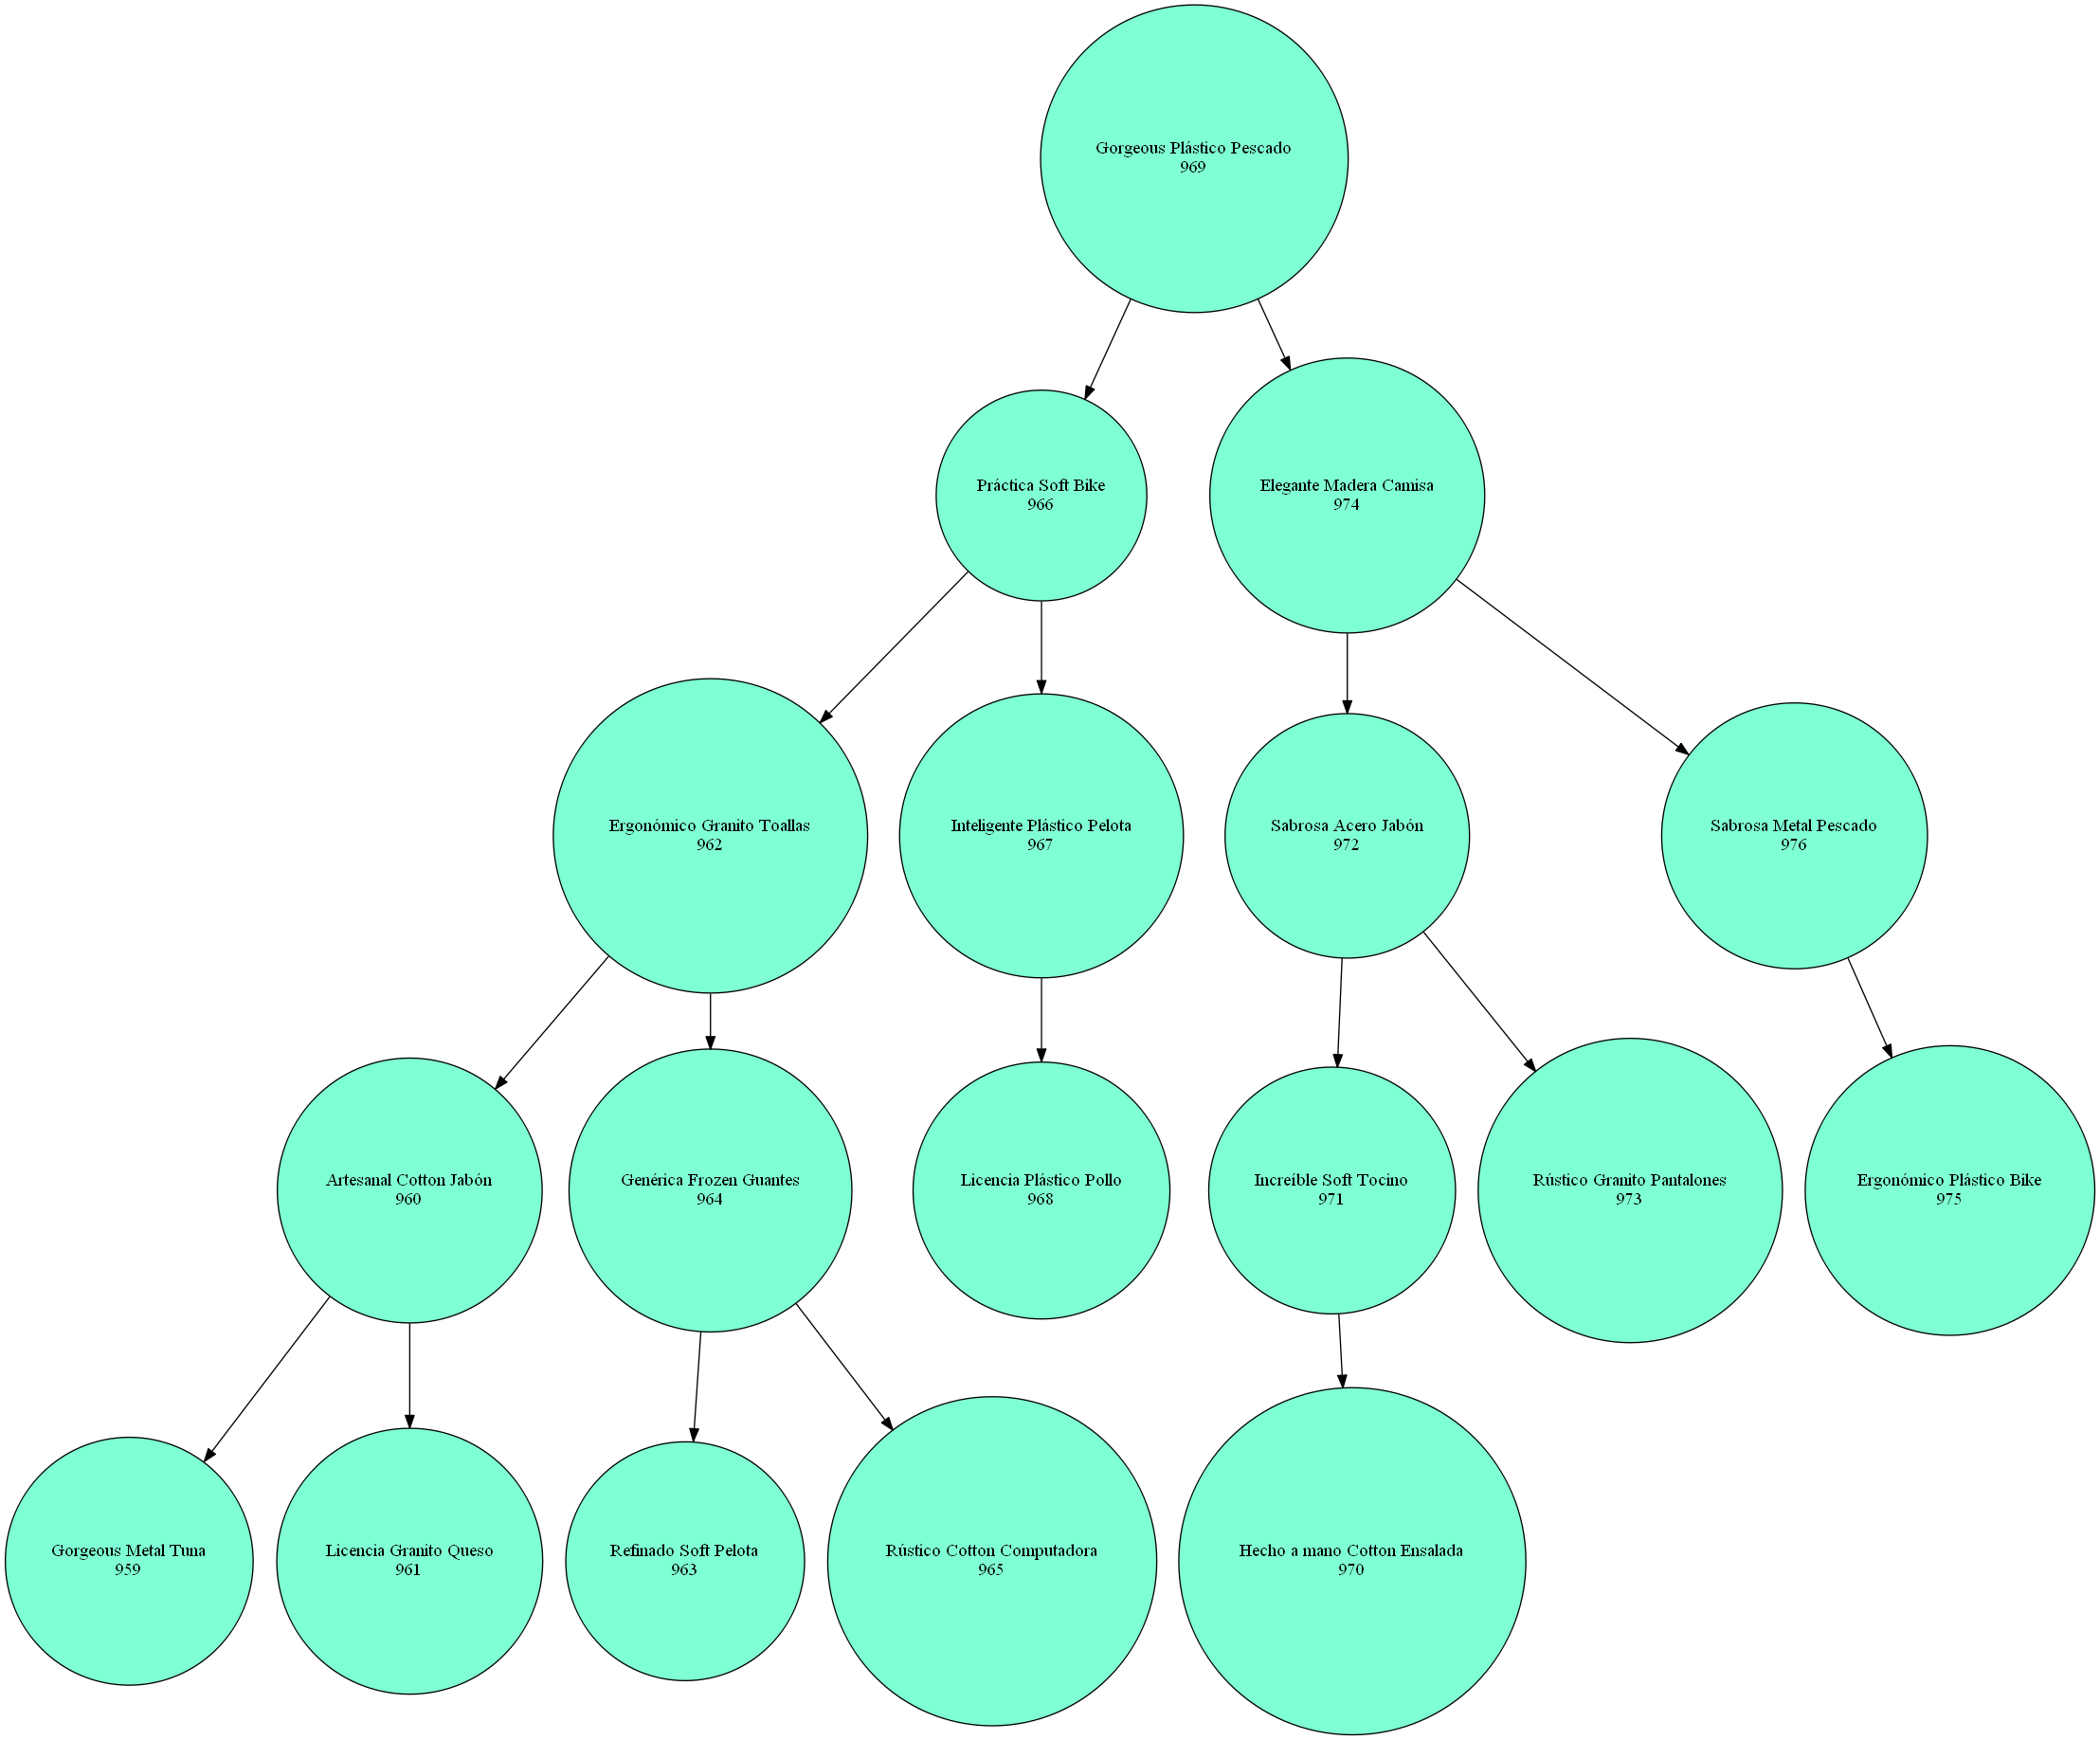 Gorgeous Plástico Pescado
969
Práctica Soft Bike
966
Elegante Madera Camisa
974
Ergonómico Granito Toallas
962
Inteligente Plástico Pelota
967
Sabrosa Acero Jabón
972
Sabrosa Metal Pescado
976
Artesanal Cotton Jabón
960
Genérica Frozen Guantes
964
Licencia Plástico Pollo
968
Increíble Soft Tocino
971
Rústico Granito Pantalones
973
Ergonómico Plástico Bike
975
Gorgeous Metal Tuna
959
Licencia Granito Queso
961
Refinado Soft Pelota
963
Rústico Cotton Computadora
965
Hecho a mano Cotton Ensalada
970